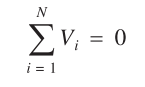 N
∑ V_i = 0
i = 1